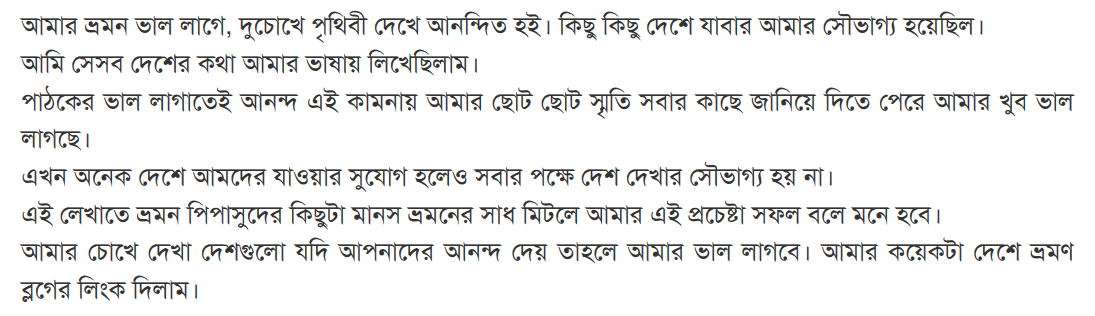 আমার ভ্রমন ভাল লাগে, দুচোখে পৃথিবী দেখে আনন্দিত হই। কিছু কিছু দেশে যাবার আমার সৌভাগ্য হয়েছিল।
আমি সেসব দেশের কথা আমার ভাষায় লিখেছিলাম।
পাঠকের ভাল লাগাতেই আনন্দ এই কামনায় আমার ছোট ছোট স্মৃতি সবার কাছে জানিয়ে দিতে পেরে আমার খুব ভাল
লাগছে।
এখন অনেক দেশে আমদের যাওয়ার সুযোগ হলেও সবার পক্ষে দেশ দেখার সৌভাগ্য হয় না।
এই লেখাতে ভ্রমন পিপাসুদের কিছুটা মানস ভ্রমনের সাধ মিটলে আমার এই প্রচেষ্টা সফল বলে মনে হবে।
আমার চোখে দেখা দেশগুলো যদি আপনাদের আনন্দ দেয় তাহলে আমার ভাল লাগবে। আমার কয়েকটা দেশে ভ্রমণ
ব্লগের লিংক দিলাম।